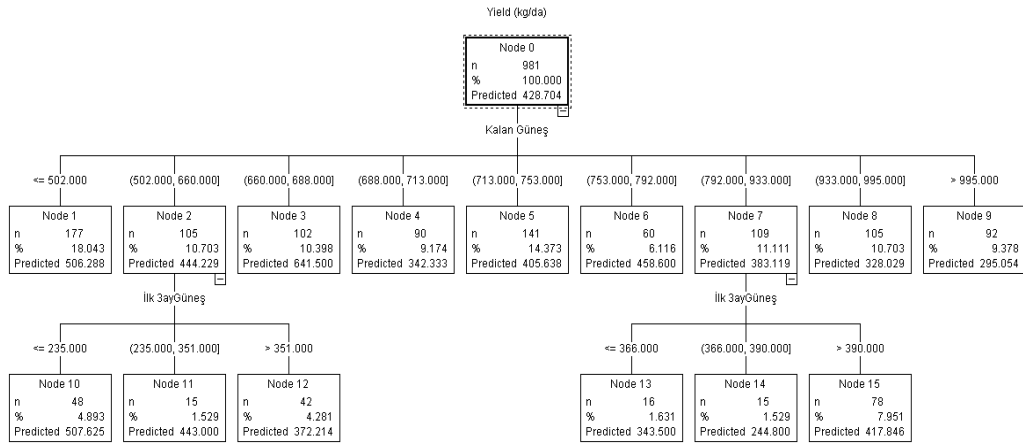 Yield (kg/da)
Node 0
n 981
% 100.000
Predicted 428.704
Kalan Güneş
<= 502.000 (502.000, 660.000] (660.000, 688.000] (688.000, 713.000] (713.000, 753.000] (753.000, 792.000] (792.000, 933.000] (933.000, 995.000] > 995.000
Node 1 Node 2 Node 3 Node 4 Node 5 Node 6 Node 7 Node 8 Node 9
n 177 n 105 n 102 n 90 n 141 n 60 n 109 n 105 n 92
% 18.043 % 10.703 % 10.398 % 9.174 % 14.373 % 6.116 % 11.111 % 10.703 % 9.378
Predicted 506.288 Predicted 444.229 Predicted 641.500 Predicted 342.333 Predicted 405.638 Predicted 458.600 Predicted 383.119 Predicted 328.029 Predicted 295.054
İlk 3ayGüneş İlk 3ayGüneş
<= 235.000 (235.000, 351.000] > 351.000 <= 366.000 (366.000, 390.000] > 390.000
Node 10 Node 11 Node 12 Node 13 Node 14 Node 15
n 48 n 15 n 42 n 16 n 15 n 78
% 4.893 % 1.529 % 4.281 % 1.631 % 1.529 % 7.951
Predicted 507.625 Predicted 443.000 Predicted 372.214 Predicted 343.500 Predicted 244.800 Predicted 417.846